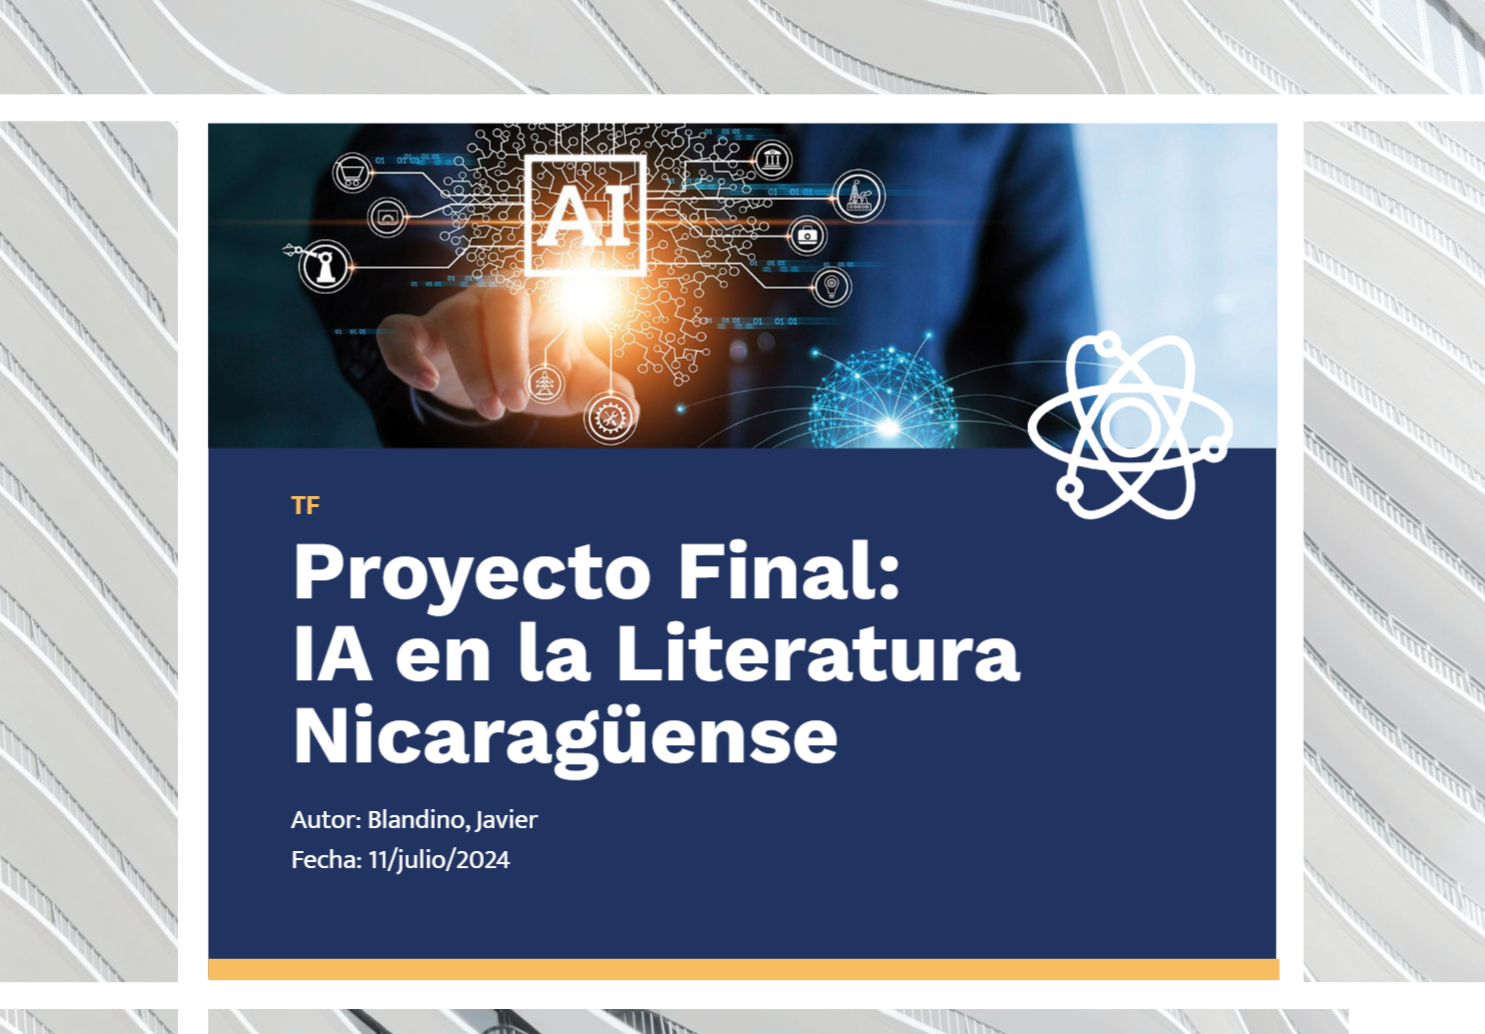 AI
TF
Proyecto Final:
IA en la Literatura
Nicaragüense
Autor: Blandino, Javier
Fecha: 11/julio/2024